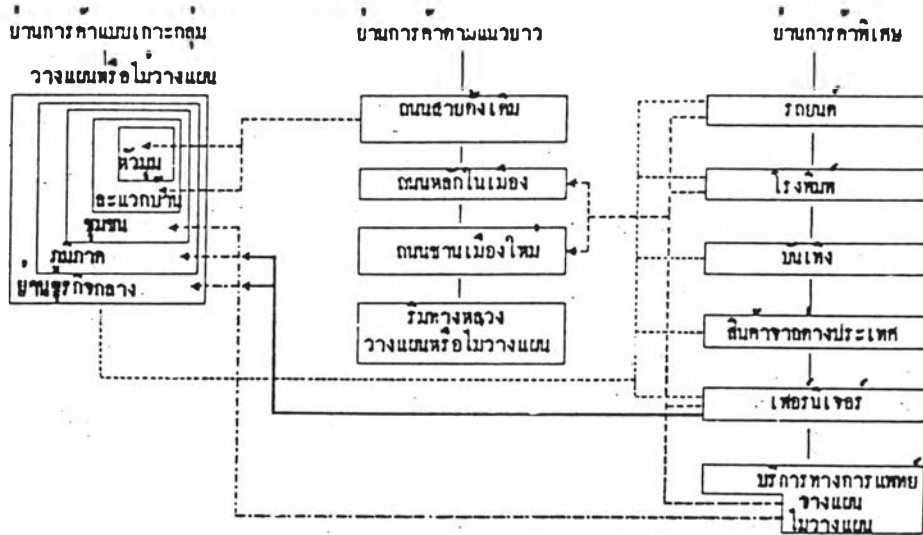 ย่านการค้าแบบเกาะกลุ่ม
วางแผนหรือไม่วางแผน
หัวมุม
ละแวกบ้าน
ชุมชน
ภูมิภาค
ย่านธุรกิจกลาง
ย่านการค้าตามแนวยาว
ถนนสายดั้งเดิม
ถนนหลักในเมือง
ถนนชานเมืองใหม่
ริมทางหลวง
วางแผนหรือไม่วางแผน
ย่านการค้าพิเศษ
รถยนต์
โรงพิมพ์
บันเทิง
สินค้าจากต่างประเทศ
เฟอร์นิเจอร์
บริการทางการแพทย์
วางแผน
ไม่วางแผน